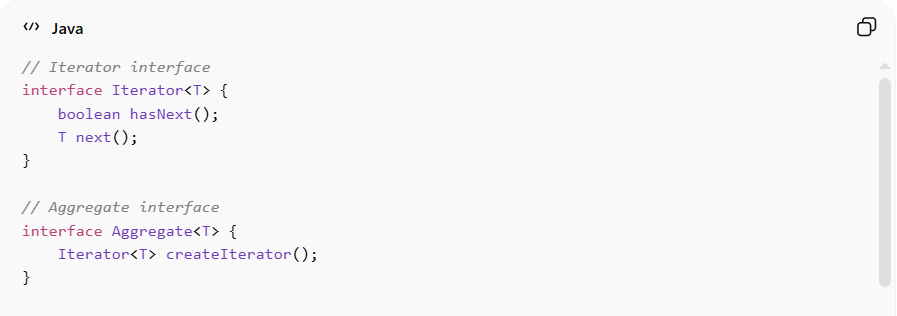 </> Java
// Iterator interface
interface Iterator<T> {
    boolean hasNext();
    T next();
}
// Aggregate interface
interface Aggregate<T> {
    Iterator<T> createIterator();
}